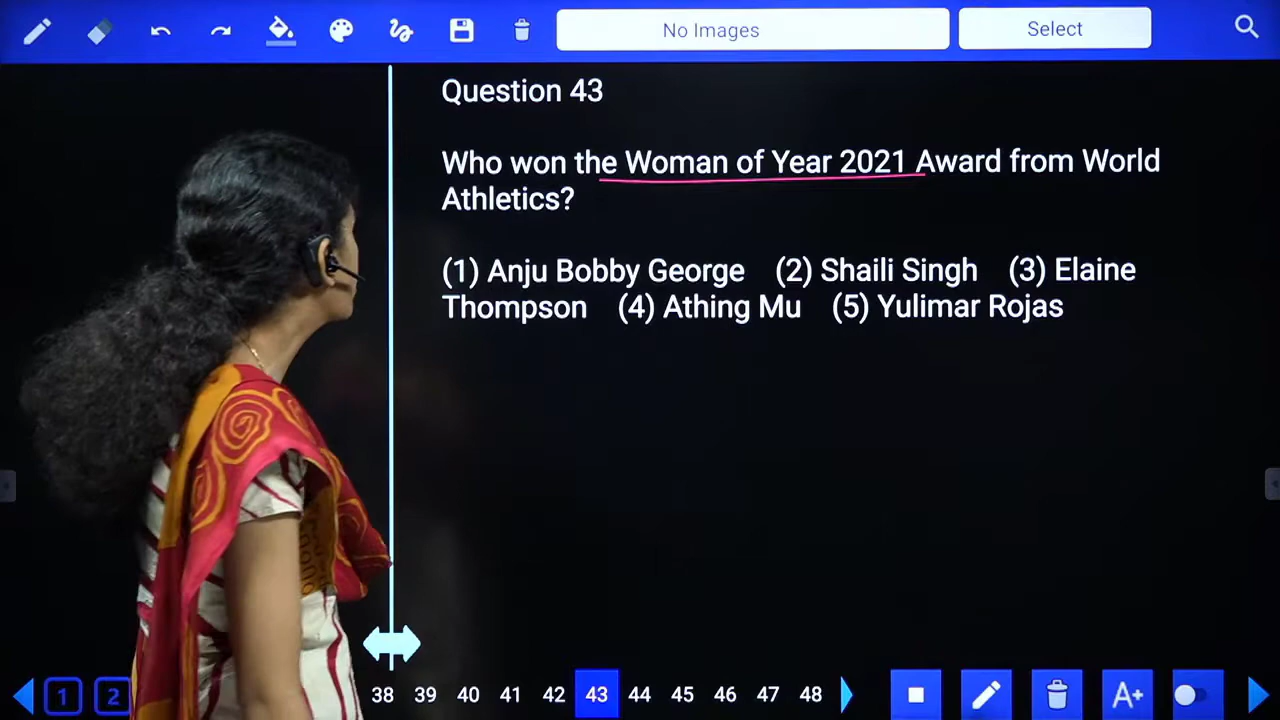 No Images
Select
Question 43
Who won the Woman of Year 2021 Award from World
Athletics?
(1) Anju Bobby George (2) Shaili Singh (3) Elaine
Thompson (4) Athing Mu (5) Yulimar Rojas
1 2 38 39 40 41 42 43 44 45 46 47 48 A+